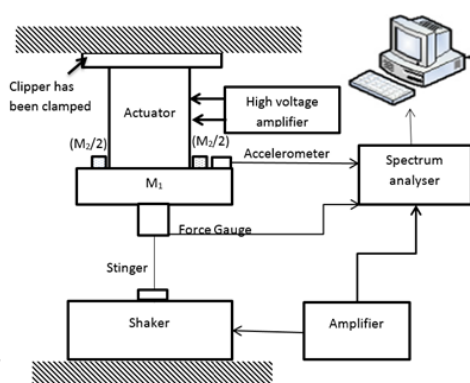 Clipper has
been clamped
Actuator
High voltage
amplifier
(M2/2)
(M2/2)
Accelerometer
M1
Spectrum
analyser
Force Gauge
Stinger
Shaker
Amplifier